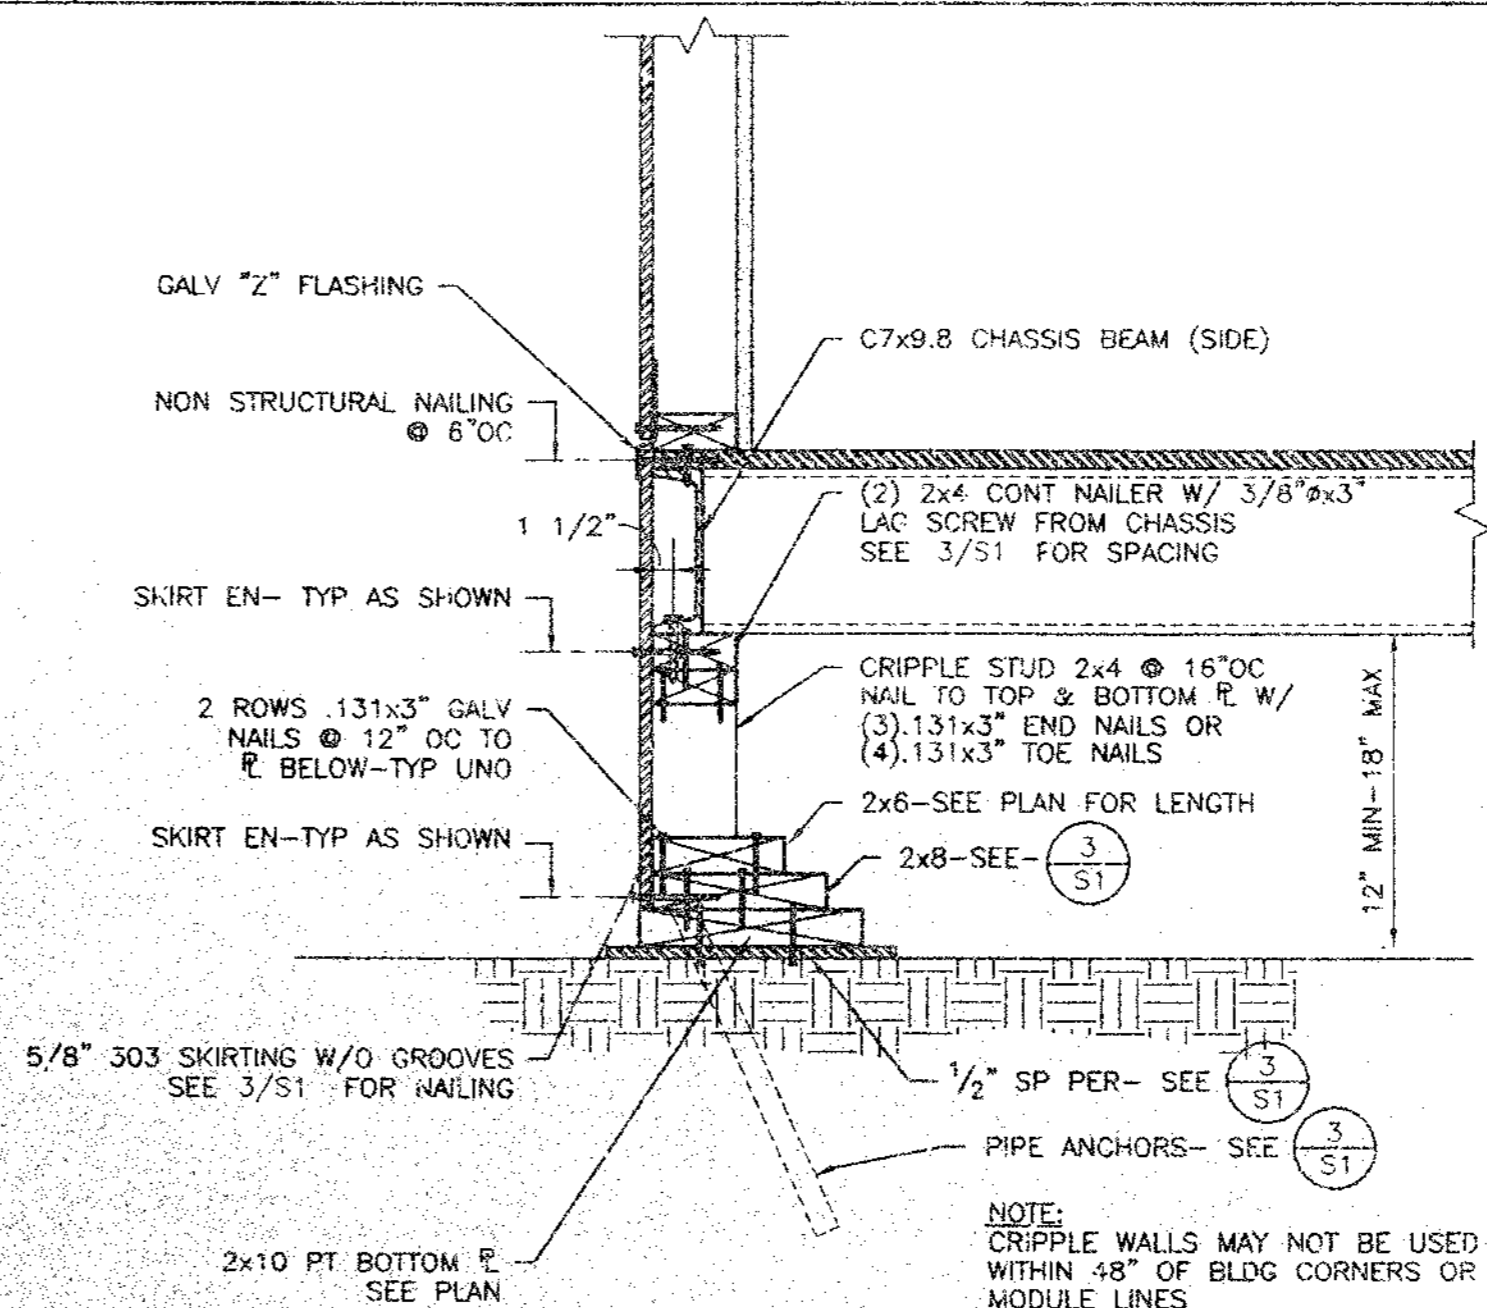 GALV "Z" FLASHING
NON STRUCTURAL NAILING
@ 6"OC
1 1/2"
SKIRT EN- TYP AS SHOWN
2 ROWS .131x3" GALV
NAILS @ 12" OC TO
PL BELOW-TYP UNO
SKIRT EN-TYP AS SHOWN
5/8" 303 SKIRTING W/O GROOVES
SEE 3/S1 FOR NAILING
2x10 PT BOTTOM PL
SEE PLAN
C7x9.8 CHASSIS BEAM (SIDE)
(2) 2x4 CONT NAILER W/ 3/8"øx3"
LAG SCREW FROM CHASSIS
SEE 3/S1 FOR SPACING
CRIPPLE STUD 2x4 @ 16"OC
NAIL TO TOP & BOTTOM PL W/
(3).131x3" END NAILS OR
(4).131x3" TOE NAILS
2x6-SEE PLAN FOR LENGTH
2x8-SEE- 3
S1
12" MIN-18" MAX
1/2" SP PER- SEE 3
S1
PIPE ANCHORS- SEE 3
S1
NOTE:
CRIPPLE WALLS MAY NOT BE USED
WITHIN 48" OF BLDG CORNERS OR
MODULE LINES